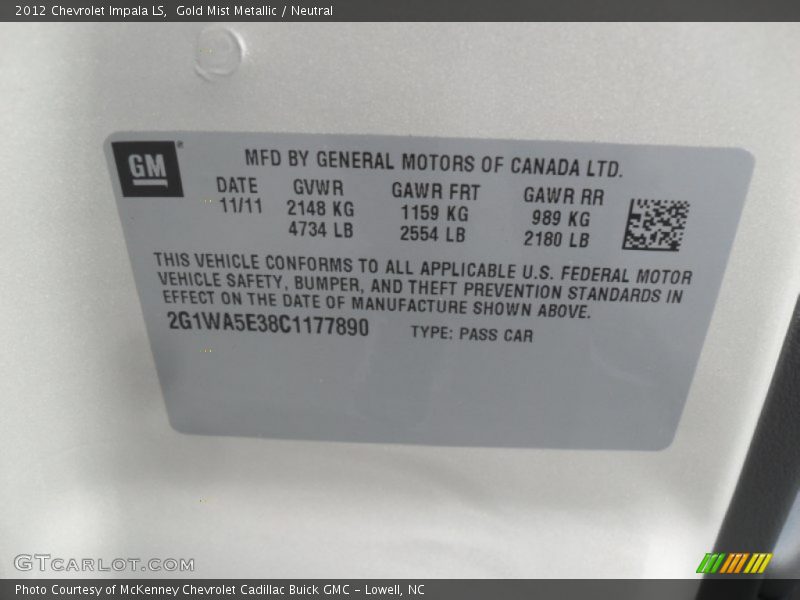 2012 Chevrolet Impala LS,  Gold Mist Metallic / Neutral
GM
MFD BY GENERAL MOTORS OF CANADA LTD.
DATE GVWR GAWR FRT GAWR RR
11/11 2148 KG 1159 KG 989 KG
4734 LB 2554 LB 2180 LB
THIS VEHICLE CONFORMS TO ALL APPLICABLE U.S. FEDERAL MOTOR
VEHICLE SAFETY, BUMPER, AND THEFT PREVENTION STANDARDS IN
EFFECT ON THE DATE OF MANUFACTURE SHOWN ABOVE.
2G1WA5E38C1177890 TYPE: PASS CAR
GTCARLOT.COM
Photo Courtesy of McKenney Chevrolet Cadillac Buick GMC - Lowell, NC